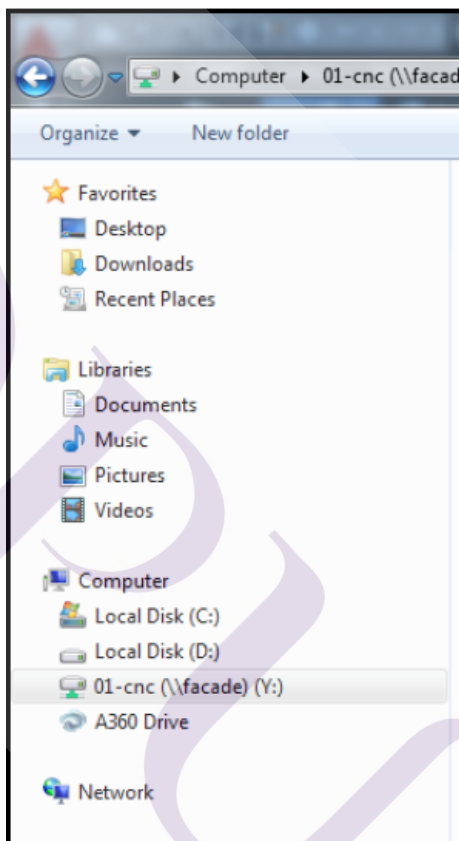 Computer 01-cnc (\\facad
Organize New folder
Favorites
Desktop
Downloads
Recent Places
Libraries
Documents
Music
Pictures
Videos
Computer
Local Disk (C:)
Local Disk (D:)
01-cnc (\\facade) (Y:)
A360 Drive
Network